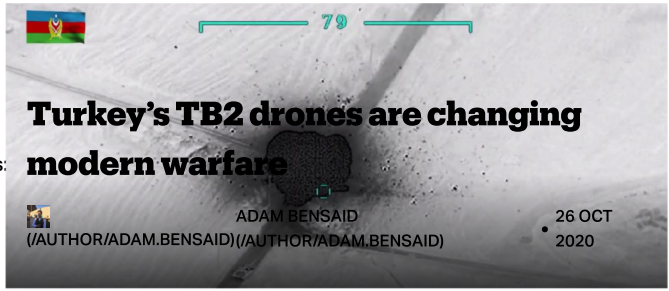 79
Turkey's TB2 drones are changing
modern warfare
ADAM BENSAID
(/AUTHOR/ADAM.BENSAID)(/AUTHOR/ADAM.BENSAID)
• 26 OCT
2020